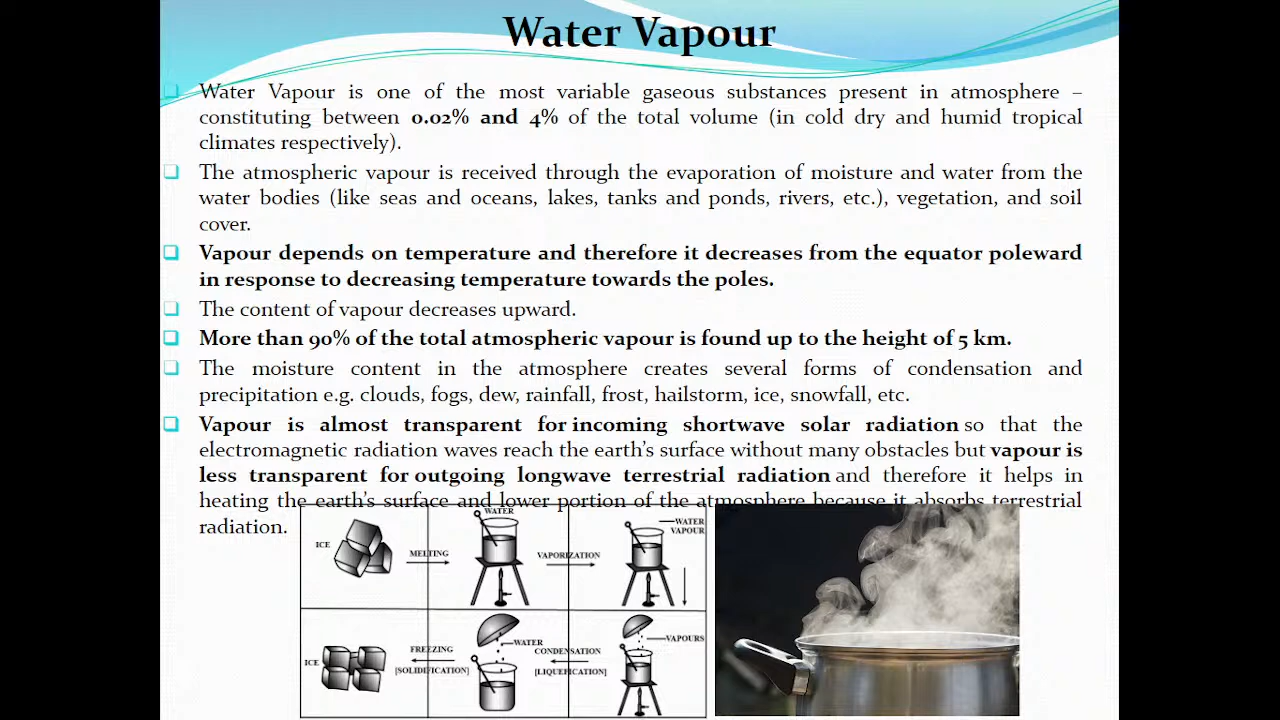 Water Vapour
Water Vapour is one of the most variable gaseous substances present in atmosphere –
constituting between 0.02% and 4% of the total volume (in cold dry and humid tropical
climates respectively).
The atmospheric vapour is received through the evaporation of moisture and water from the
water bodies (like seas and oceans, lakes, tanks and ponds, rivers, etc.), vegetation, and soil
cover.
Vapour depends on temperature and therefore it decreases from the equator poleward
in response to decreasing temperature towards the poles.
The content of vapour decreases upward.
More than 90% of the total atmospheric vapour is found up to the height of 5 km.
The moisture content in the atmosphere creates several forms of condensation and
precipitation e.g. clouds, fogs, dew, rainfall, frost, hailstorm, ice, snowfall, etc.
Vapour is almost transparent for incoming shortwave solar radiation so that the
electromagnetic radiation waves reach the earth's surface without many obstacles but vapour is
less transparent for outgoing longwave terrestrial radiation and therefore it helps in
heating the earth's surface and lower portion of the atmosphere because it absorbs terrestrial
radiation.
ICE
MELTING
WATER
VAPORIZATION
WATER
VAPOUR
ICE
FREEZING
[SOLIDIFICATION]
WATER
CONDENSATION
[LIQUEFICATION]
VAPOURS